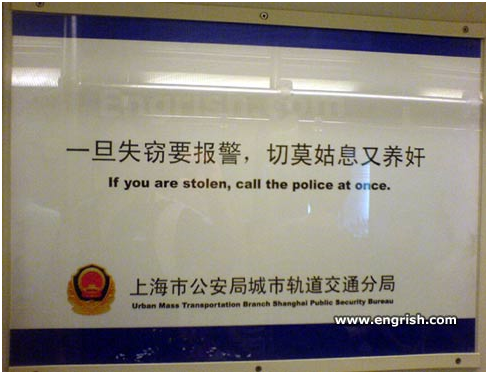 一旦失窃要报警，切莫姑息又养奸
If you are stolen, call the police at once.
上海市公安局城市轨道交通分局
Urban Mass Transportation Branch Shanghai Public Security Bureau
www.engrish.com